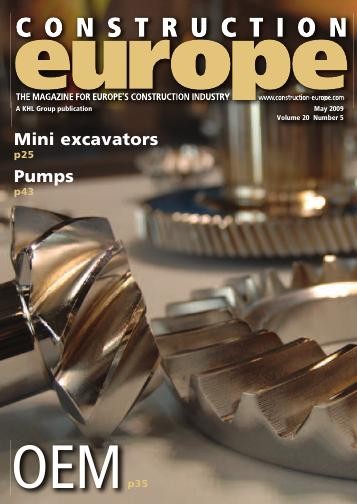 CONSTRUCTION
europe
THE MAGAZINE FOR EUROPE'S CONSTRUCTION INDUSTRY www.construction-europe.com
A KHL Group publication May 2009
Volume 20 Number 5
Mini excavators
p25
Pumps
p43
OEM p35